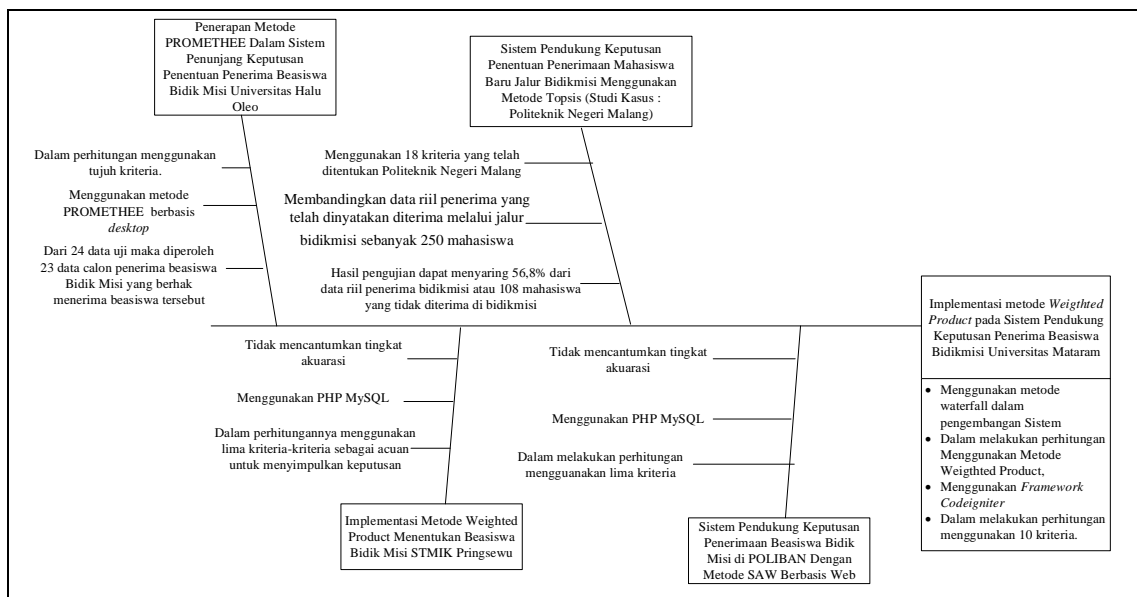 Penerapan Metode
PROMETHEE Dalam Sistem
Penunjang Keputusan
Penentuan Penerima Beasiswa
Bidik Misi Universitas Halu
Oleo
Dalam perhitungan menggunakan
tujuh kriteria.
Menggunakan metode
PROMETHEE berbasis
desktop
Dari 24 data uji maka diperoleh
23 data calon penerima beasiswa
Bidik Misi yang berhak
menerima beasiswa tersebut
Sistem Pendukung Keputusan
Penentuan Penerimaan Mahasiswa
Baru Jalur Bidikmisi Menggunakan
Metode Topsis (Studi Kasus :
Politeknik Negeri Malang)
Menggunakan 18 kriteria yang telah
ditentukan Politeknik Negeri Malang
Membandingkan data riil penerima yang
telah dinyatakan diterima melalui jalur
bidikmisi sebanyak 250 mahasiswa
Hasil pengujian dapat menyaring 56,8% dari
data riil penerima bidikmisi atau 108 mahasiswa
yang tidak diterima di bidikmisi
Tidak mencantumkan tingkat
akuarasi
Menggunakan PHP MySQL
Dalam perhitungannya menggunakan
lima kriteria-kriteria sebagai acuan
untuk menyimpulkan keputusan
Implementasi Metode Weighted
Product Menentukan Beasiswa
Bidik Misi STMIK Pringsewu
Tidak mencantumkan tingkat
akuarasi
Menggunakan PHP MySQL
Dalam melakukan perhitungan
mengguanakan lima kriteria
Sistem Pendukung Keputusan
Penerimaan Beasiswa Bidik
Misi di POLIBAN Dengan
Metode SAW Berbasis Web
Implementasi metode Weigthted
Product pada Sistem Pendukung
Keputusan Penerima Beasiswa
Bidikmisi Universitas Mataram
• Menggunakan metode
waterfall dalam
pengembangan Sistem
• Dalam melakukan perhitungan
Menggunakan Metode
Weigthted Product,
• Menggunakan Framework
Codeigniter
• Dalam melakukan perhitungan
menggunakan 10 kriteria.